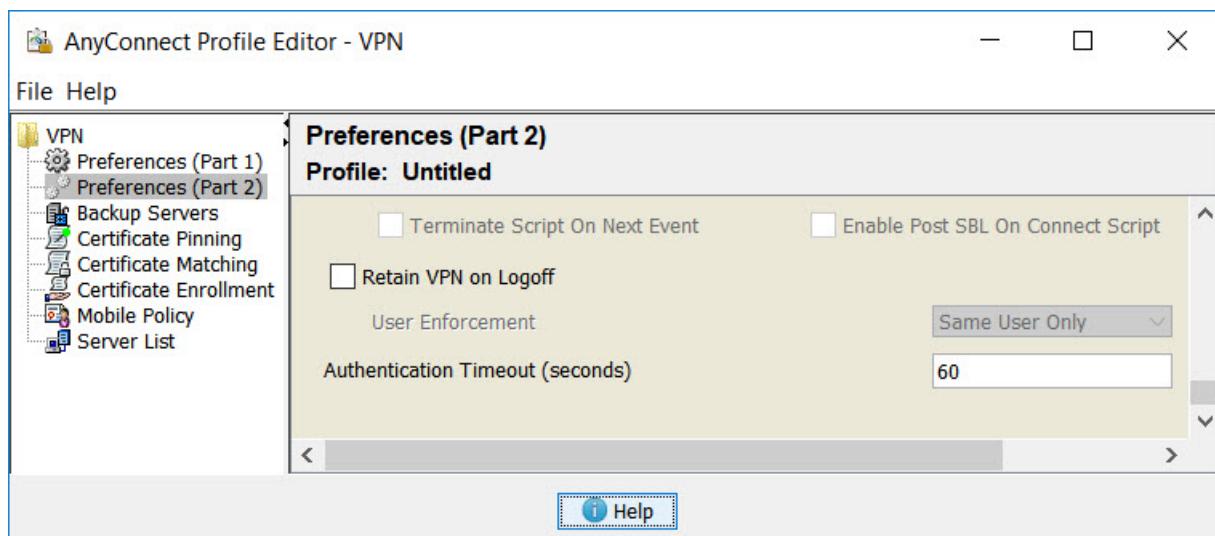 AnyConnect Profile Editor - VPN
File Help
VPN
Preferences (Part 1)
Preferences (Part 2)
Backup Servers
Certificate Pinning
Certificate Matching
Certificate Enrollment
Mobile Policy
Server List
Preferences (Part 2)
Profile: Untitled
Terminate Script On Next Event Enable Post SBL On Connect Script
Retain VPN on Logoff
User Enforcement Same User Only
Authentication Timeout (seconds) 60
Help